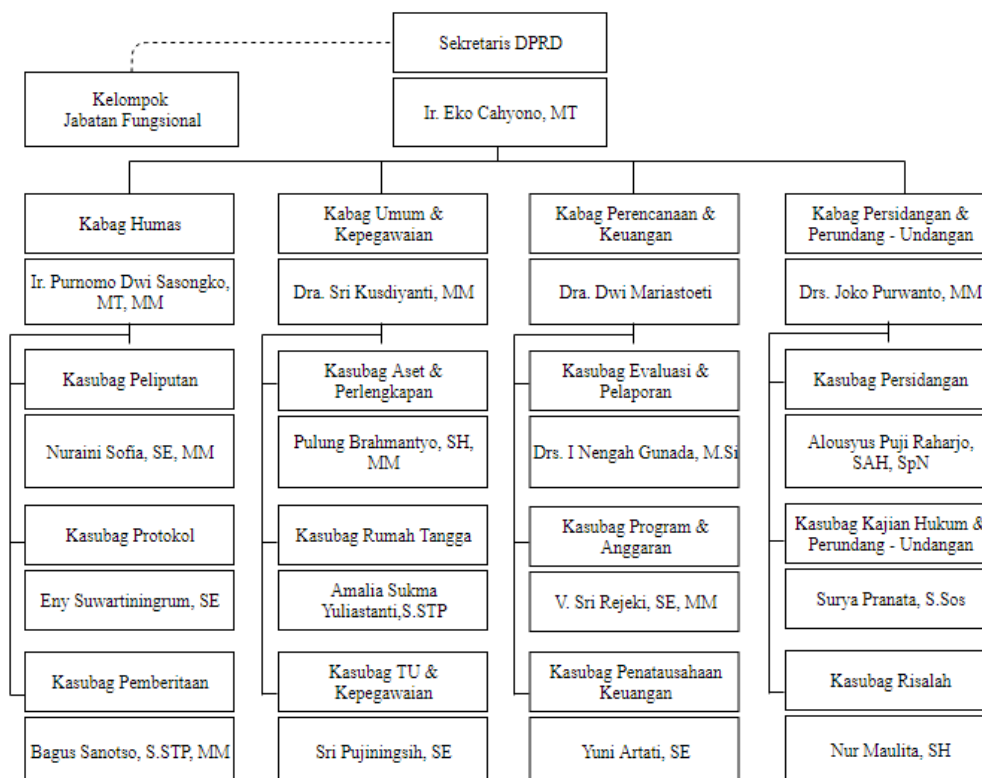 Sekretaris DPRD
Kelompok
Jabatan Fungsional
Ir. Eko Cahyono, MT
Kabag Humas
Ir. Purnomo Dwi Sasongko,
MT, MM
Kabag Umum &
Kepegawaian
Dra. Sri Kusdiyanti, MM
Kabag Perencanaan &
Keuangan
Dra. Dwi Mariastoeti
Kabag Persidangan &
Perundang - Undangan
Drs. Joko Purwanto, MM
Kasubag Peliputan
Nuraini Sofia, SE, MM
Kasubag Protokol
Eny Suwartiningrum, SE
Kasubag Pemberitaan
Bagus Sanotso, S.STP, MM
Kasubag Aset &
Perlengkapan
Pulung Brahmantyo, SH,
MM
Kasubag Rumah Tangga
Amalia Sukma
Yuliastanti,S.STP
Kasubag TU &
Kepegawaian
Sri Pujiningsih, SE
Kasubag Evaluasi &
Pelaporan
Drs. I Nengah Gunada, M.Si
Kasubag Program &
Anggaran
V. Sri Rejeki, SE, MM
Kasubag Penatausahaan
Keuangan
Yuni Artati, SE
Kasubag Persidangan
Alousyus Puji Raharjo,
SAH, SpN
Kasubag Kajian Hukum &
Perundang - Undangan
Surya Pranata, S.Sos
Kasubag Risalah
Nur Maulita, SH